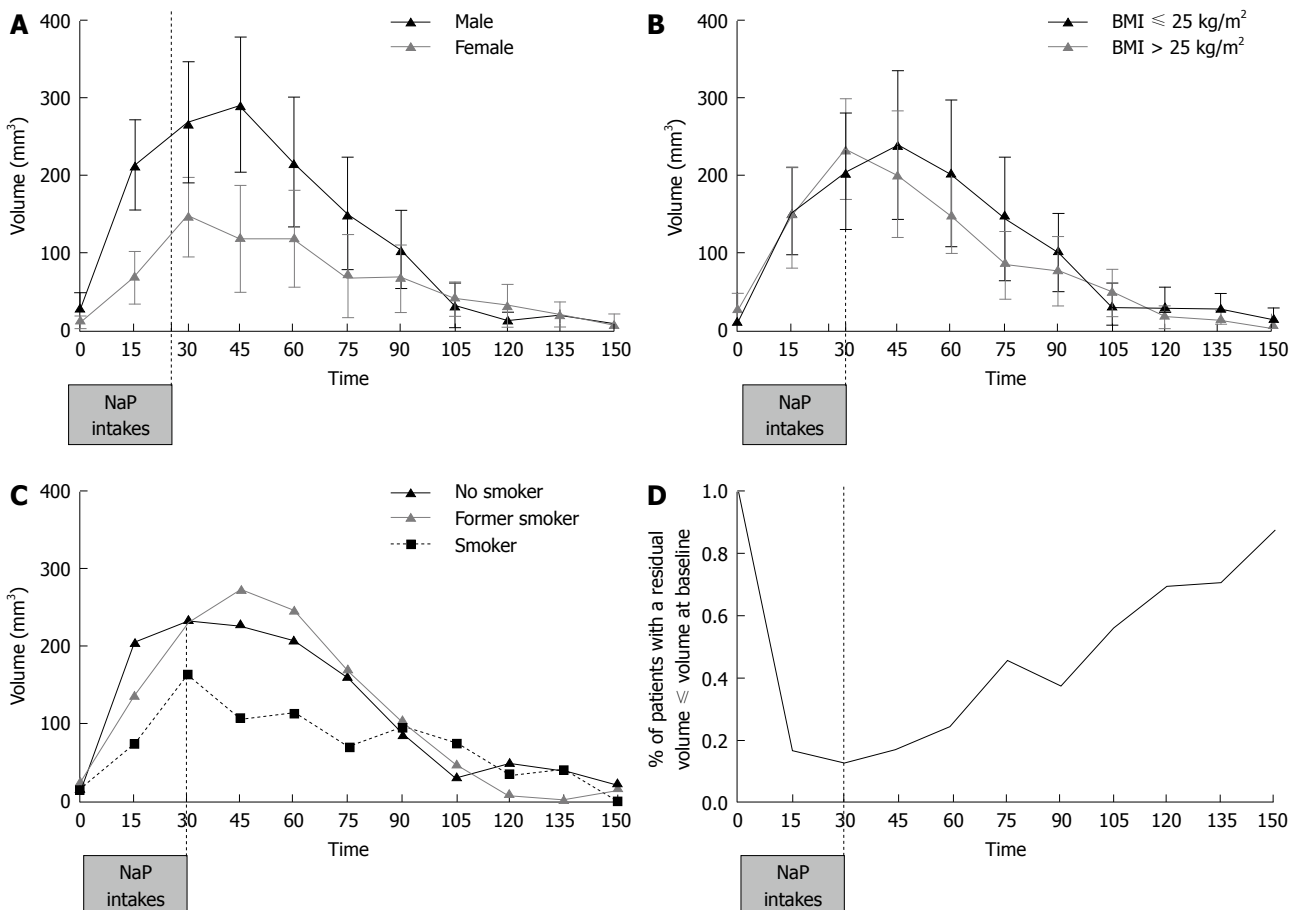 A
Male
Female
Volume (mm³)
400
300
200
100
0
0 15 30 45 60 75 90 105 120 135 150
Time
NaP
intakes
B
BMI ⩽ 25 kg/m²
BMI > 25 kg/m²
Volume (mm³)
400
300
200
100
0
0 15 30 45 60 75 90 105 120 135 150
Time
NaP
intakes
C
No smoker
Former smoker
Smoker
Volume (mm³)
400
300
200
100
0
0 15 30 45 60 75 90 105 120 135 150
Time
NaP
intakes
D
% of patients with a residual
volume ⩽ volume at baseline
1.0
0.8
0.6
0.4
0.2
0.0
0 15 30 45 60 75 90 105 120 135 150
Time
NaP
intakes